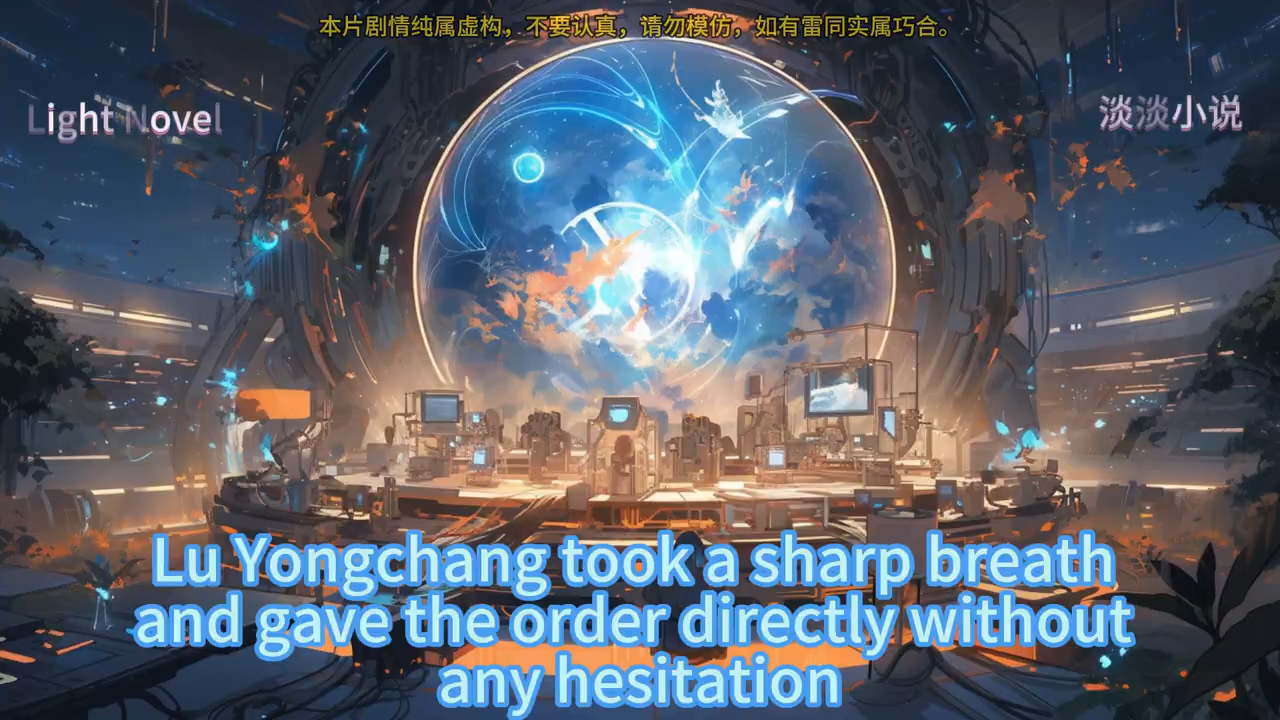 本片剧情纯属虚构，不要认真，请勿模仿，如有雷同实属巧合。
Light Novel
淡淡小说
Lu Yongchang took a sharp breath
and gave the order directly without
any hesitation